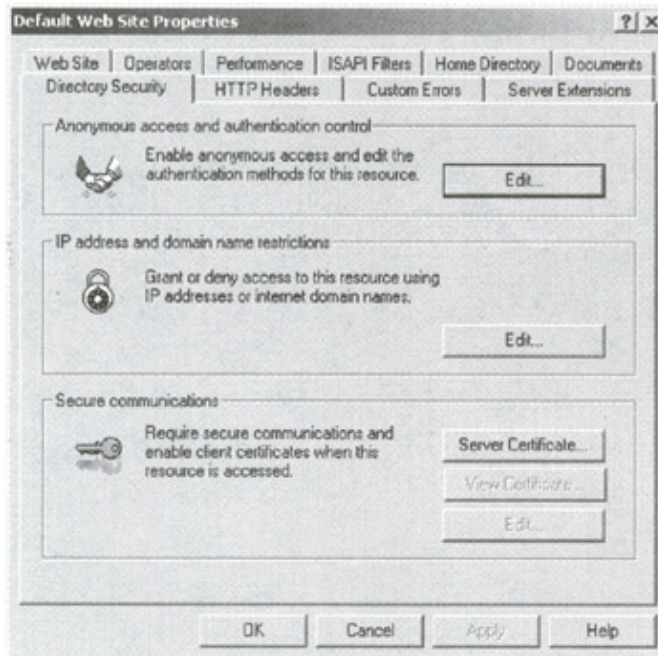 Default Web Site Properties
? X
Web Site Operators Performance ISAPI Filters Home Directory Documents
Directory Security HTTP Headers Custom Errors Server Extensions
Anonymous access and authentication control
Enable anonymous access and edit the
authentication methods for this resource.
Edit...
IP address and domain name restrictions
Grant or deny access to this resource using
IP addresses or internet domain names.
Edit...
Secure communications
Require secure communications and
enable client certificates when this
resource is accessed.
Server Certificate...
View Certificate...
Edit...
OK Cancel Apply Help